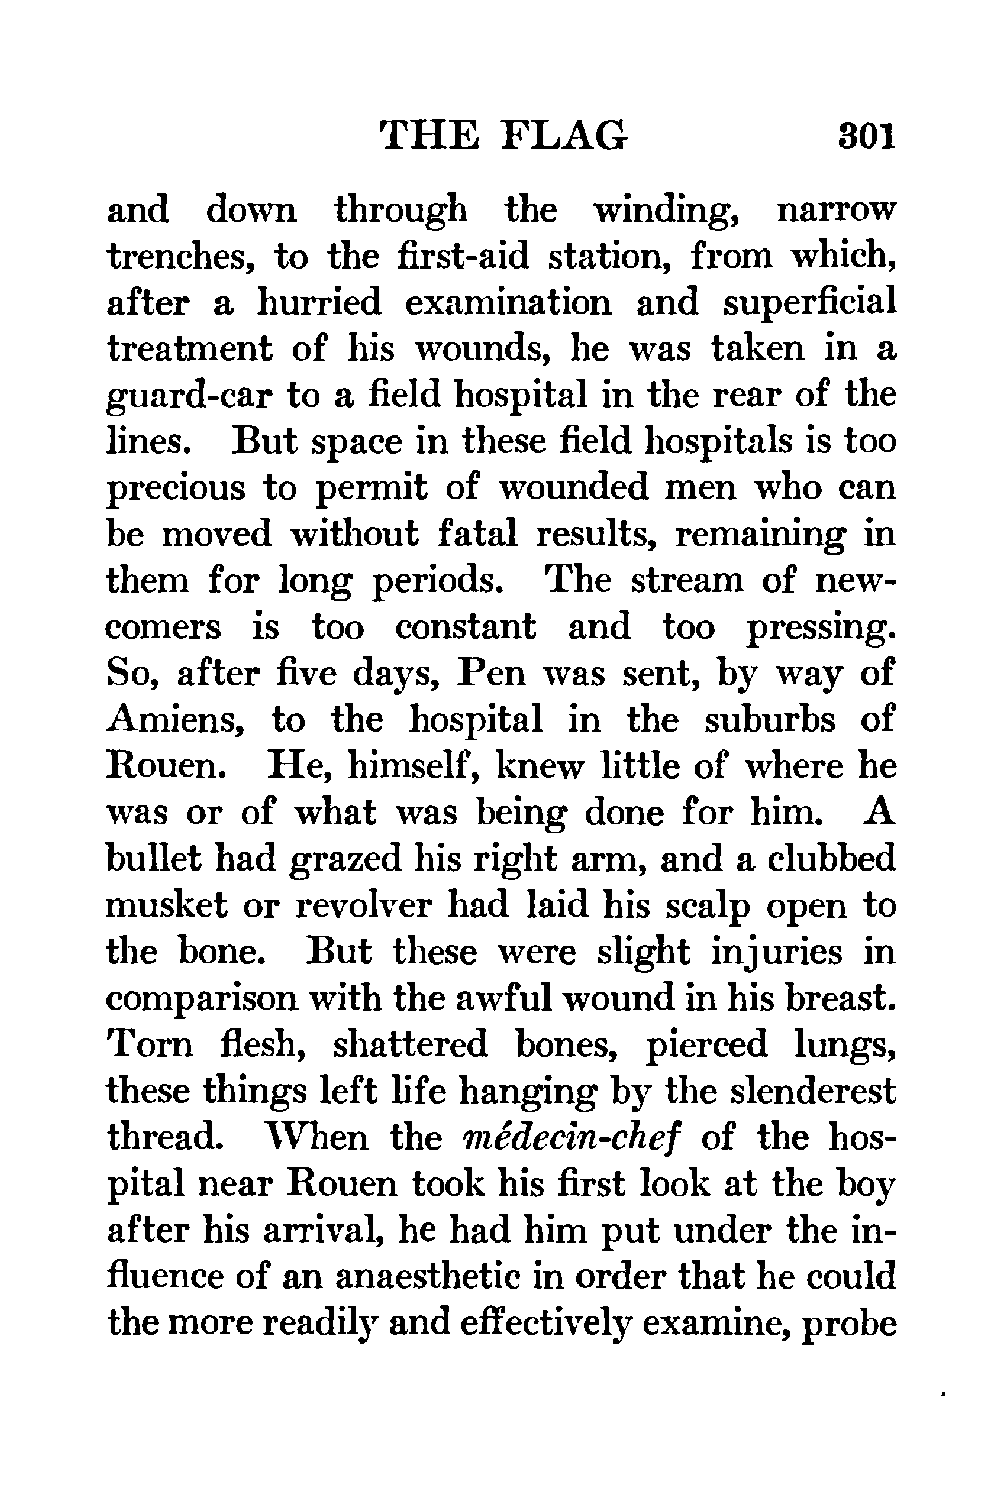 THE FLAG 301
and down through the winding, narrow
trenches, to the first-aid station, from which,
after a hurried examination and superficial
treatment of his wounds, he was taken in a
guard-car to a field hospital in the rear of the
lines. But space in these field hospitals is too
precious to permit of wounded men who can
be moved without fatal results, remaining in
them for long periods. The stream of new-
comers is too constant and too pressing.
So, after five days, Pen was sent, by way of
Amiens, to the hospital in the suburbs of
Rouen. He, himself, knew little of where he
was or of what was being done for him. A
bullet had grazed his right arm, and a clubbed
musket or revolver had laid his scalp open to
the bone. But these were slight injuries in
comparison with the awful wound in his breast.
Torn flesh, shattered bones, pierced lungs,
these things left life hanging by the slenderest
thread. When the médecin-chef of the hos-
pital near Rouen took his first look at the boy
after his arrival, he had him put under the in-
fluence of an anaesthetic in order that he could
the more readily and effectively examine, probe